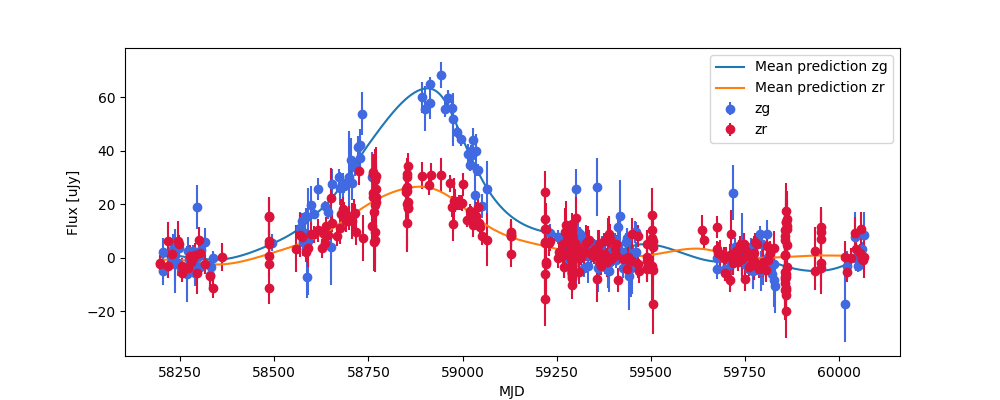 Mean prediction zg
Mean prediction zr
zg
zr
Flux [uJy]
60
40
20
0
−20
58250 58500 58750 59000 59250 59500 59750 60000
MJD